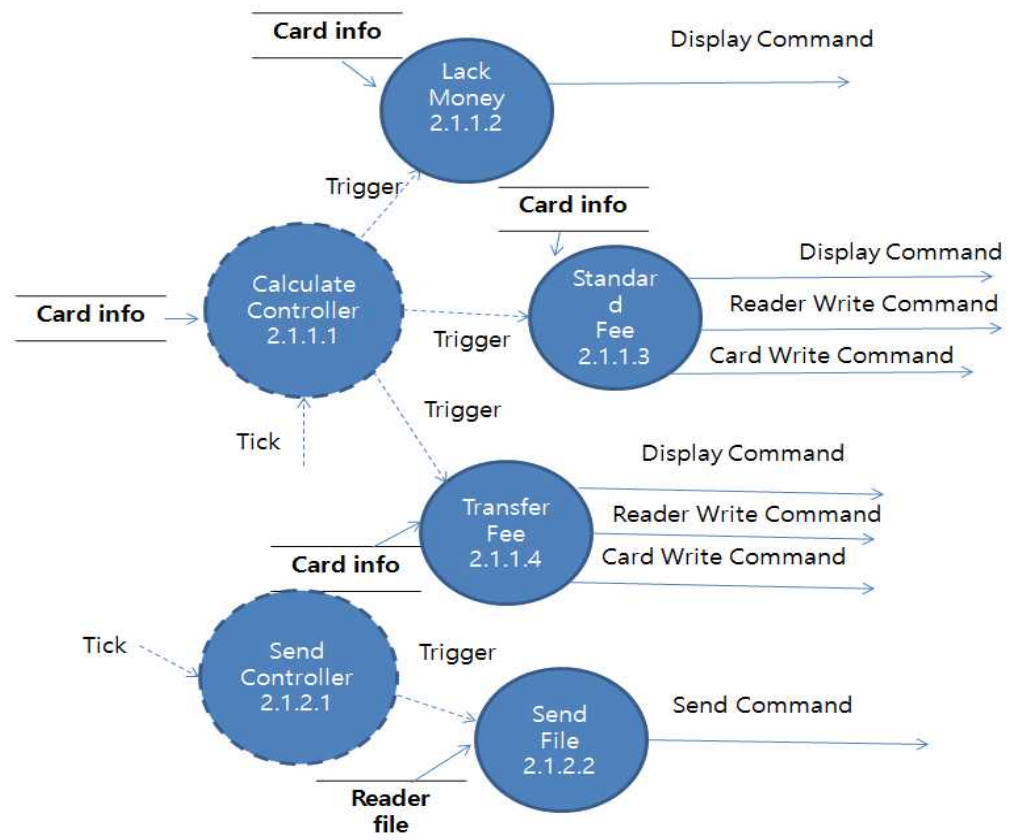 Card info
Display Command
Lack
Money
2.1.1.2
Trigger
Card info
Display Command
Calculate
Controller
2.1.1.1
Standar
d
Fee
2.1.1.3
Card info
Reader Write Command
Trigger
Card Write Command
Trigger
Tick
Display Command
Transfer
Fee
2.1.1.4
Reader Write Command
Card info
Card Write Command
Tick
Send
Controller
2.1.2.1
Trigger
Send
File
2.1.2.2
Send Command
Reader
file